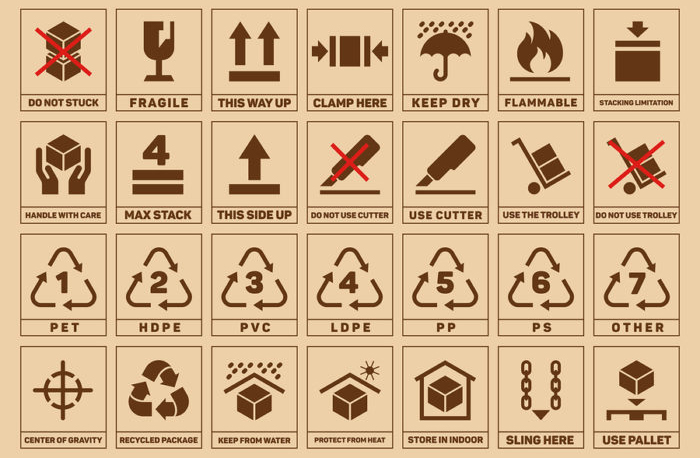 DO NOT STUCK
FRAGILE
THIS WAY UP
CLAMP HERE
KEEP DRY
FLAMMABLE
STACKING LIMITATION
HANDLE WITH CARE
4
MAX STACK
THIS SIDE UP
DO NOT USE CUTTER
USE CUTTER
USE THE TROLLEY
DO NOT USE TROLLEY
1
PET
2
HDPE
3
PVC
4
LDPE
5
PP
6
PS
7
OTHER
CENTER OF GRAVITY
RECYCLED PACKAGE
KEEP FROM WATER
PROTECT FROM HEAT
STORE IN INDOOR
SLING HERE
USE PALLET